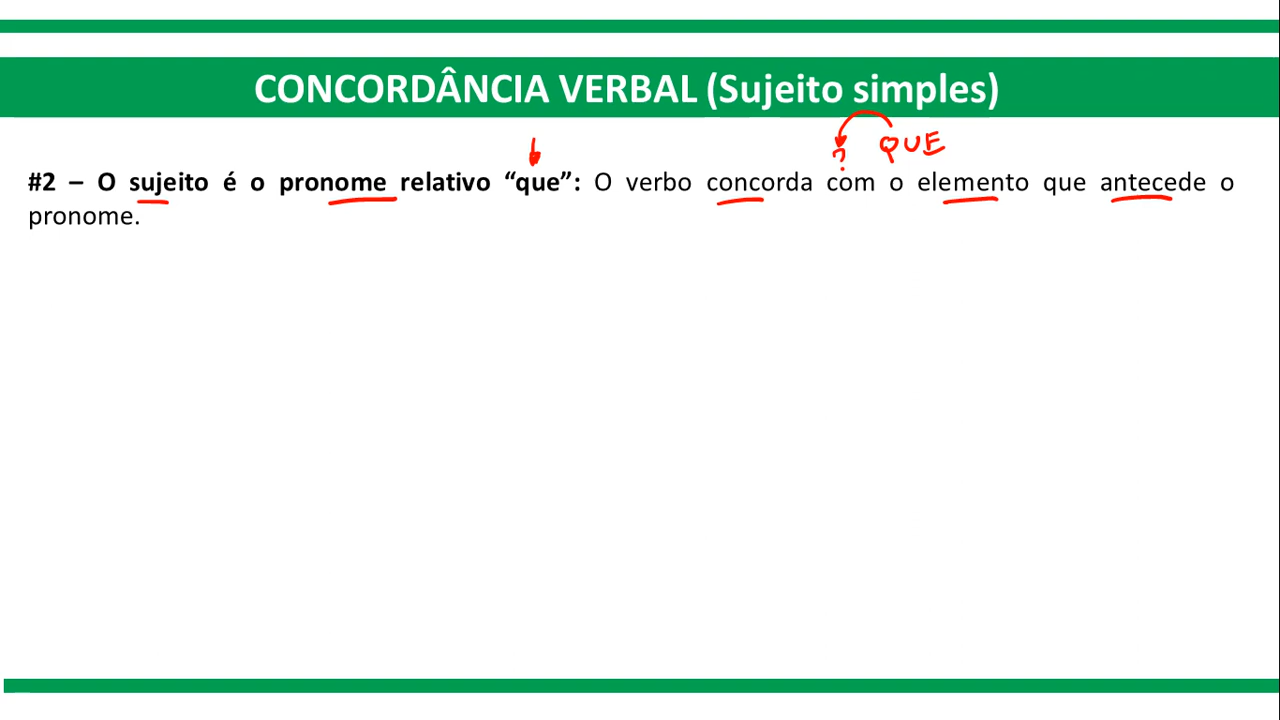 CONCORDÂNCIA VERBAL (Sujeito simples)
? QUE
#2 – O sujeito é o pronome relativo “que”: O verbo concorda com o elemento que antecede o
pronome.